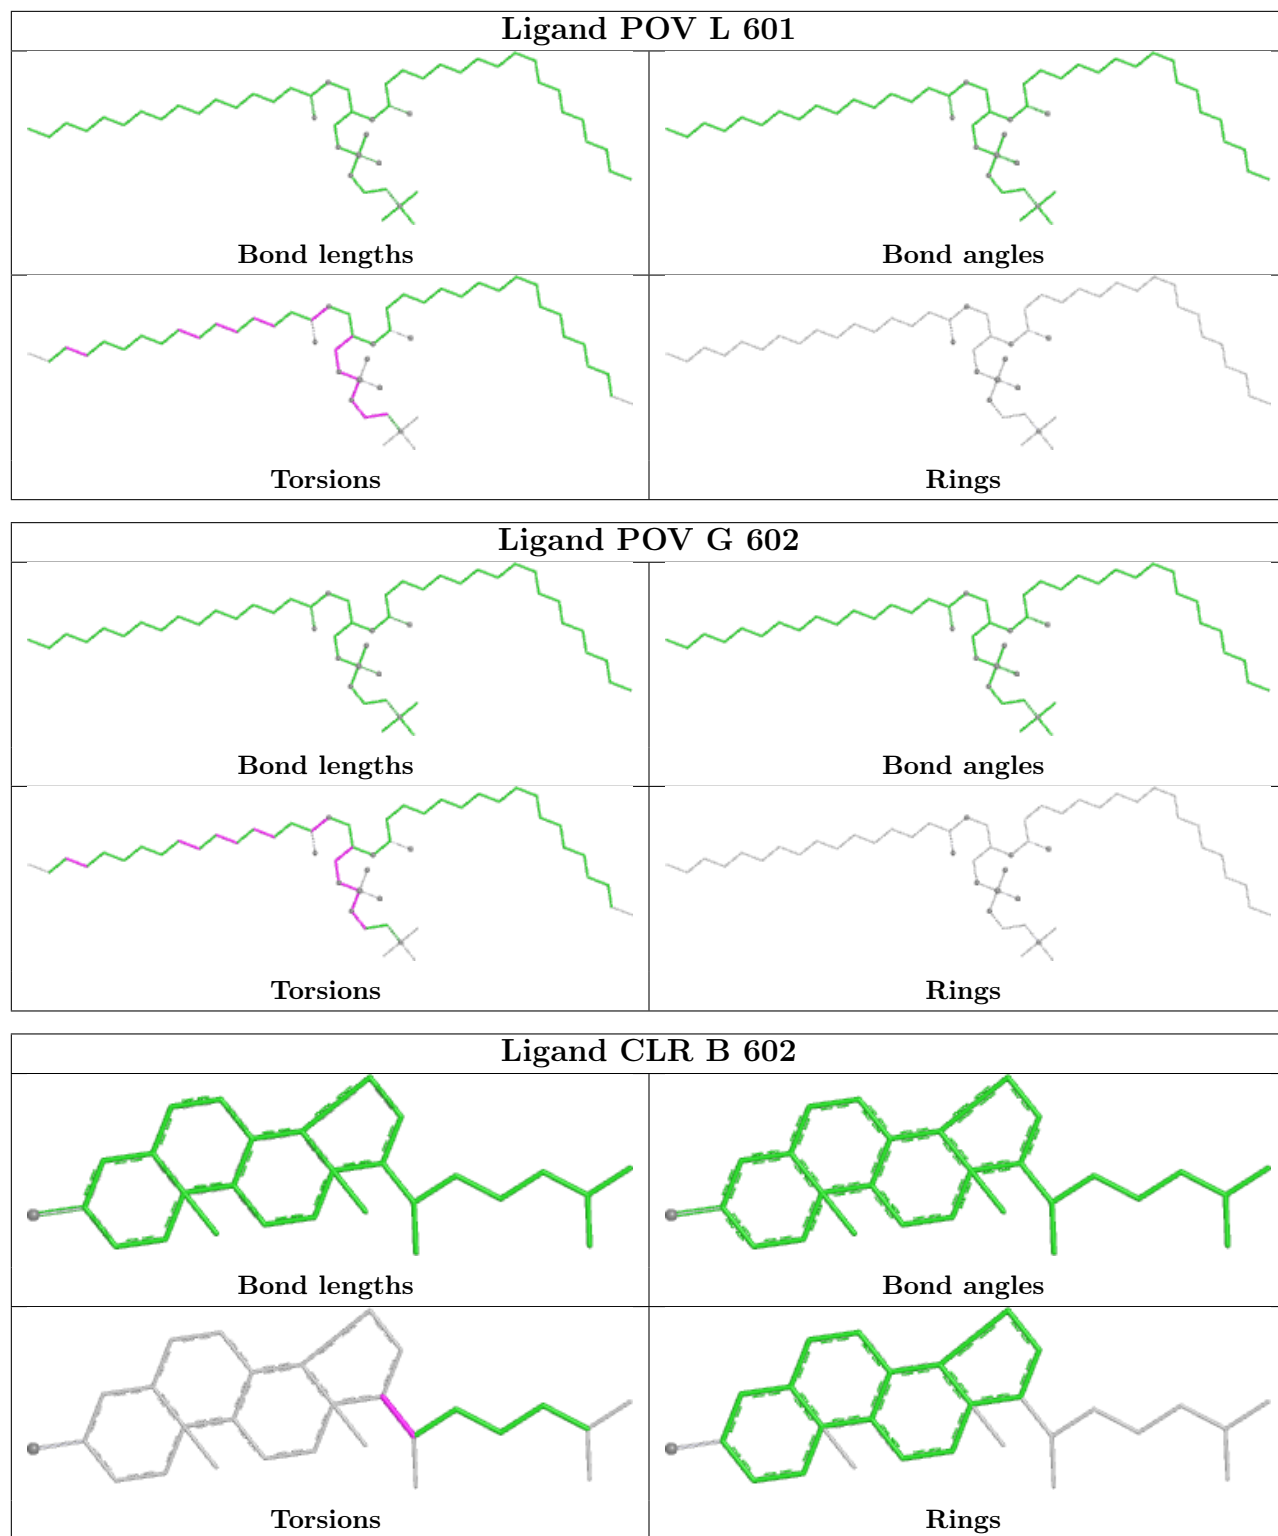 Ligand POV L 601
Bond lengths
Bond angles
Torsions
Rings
Ligand POV G 602
Bond lengths
Bond angles
Torsions
Rings
Ligand CLR B 602
Bond lengths
Bond angles
Torsions
Rings